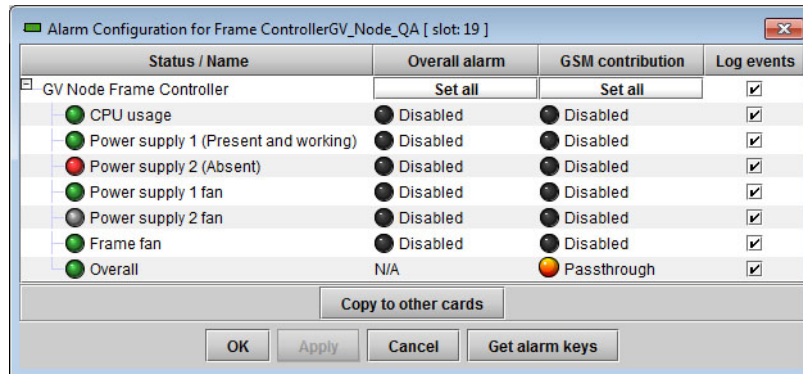 Alarm Configuration for Frame ControllerGV_Node_QA [ slot: 19 ]
Status / Name Overall alarm GSM contribution Log events
GV Node Frame Controller Set all Set all
CPU usage Disabled Disabled
Power supply 1 (Present and working) Disabled Disabled
Power supply 2 (Absent) Disabled Disabled
Power supply 1 fan Disabled Disabled
Power supply 2 fan Disabled Disabled
Frame fan Disabled Disabled
Overall N/A Passthrough
Copy to other cards
OK Apply Cancel Get alarm keys